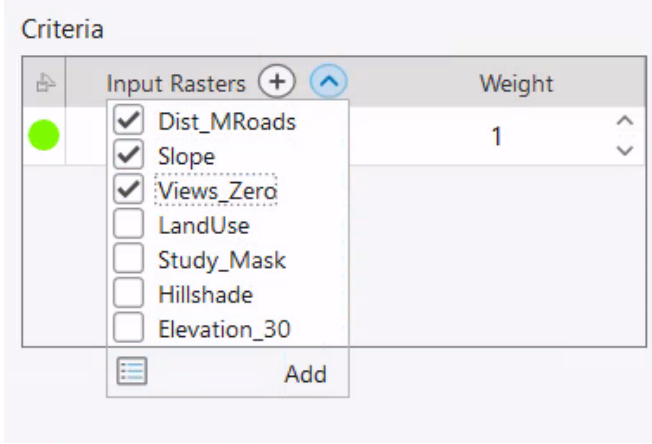 Criteria
Input Rasters Weight
Dist_MRoads
1
Slope
Views_Zero
LandUse
Study_Mask
Hillshade
Elevation_30
Add